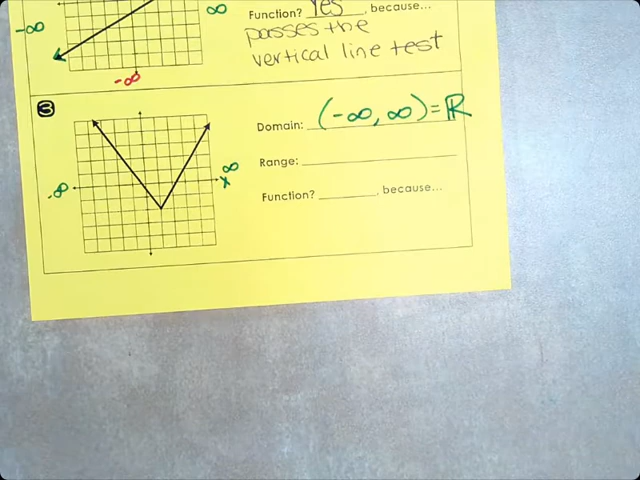 Function? Yes, because...
-∞ ∞
passes the
vertical line test
-∞
3
Domain: (-∞, ∞) = ℝ
Range:
-∞ ∞
x
Function? , because...